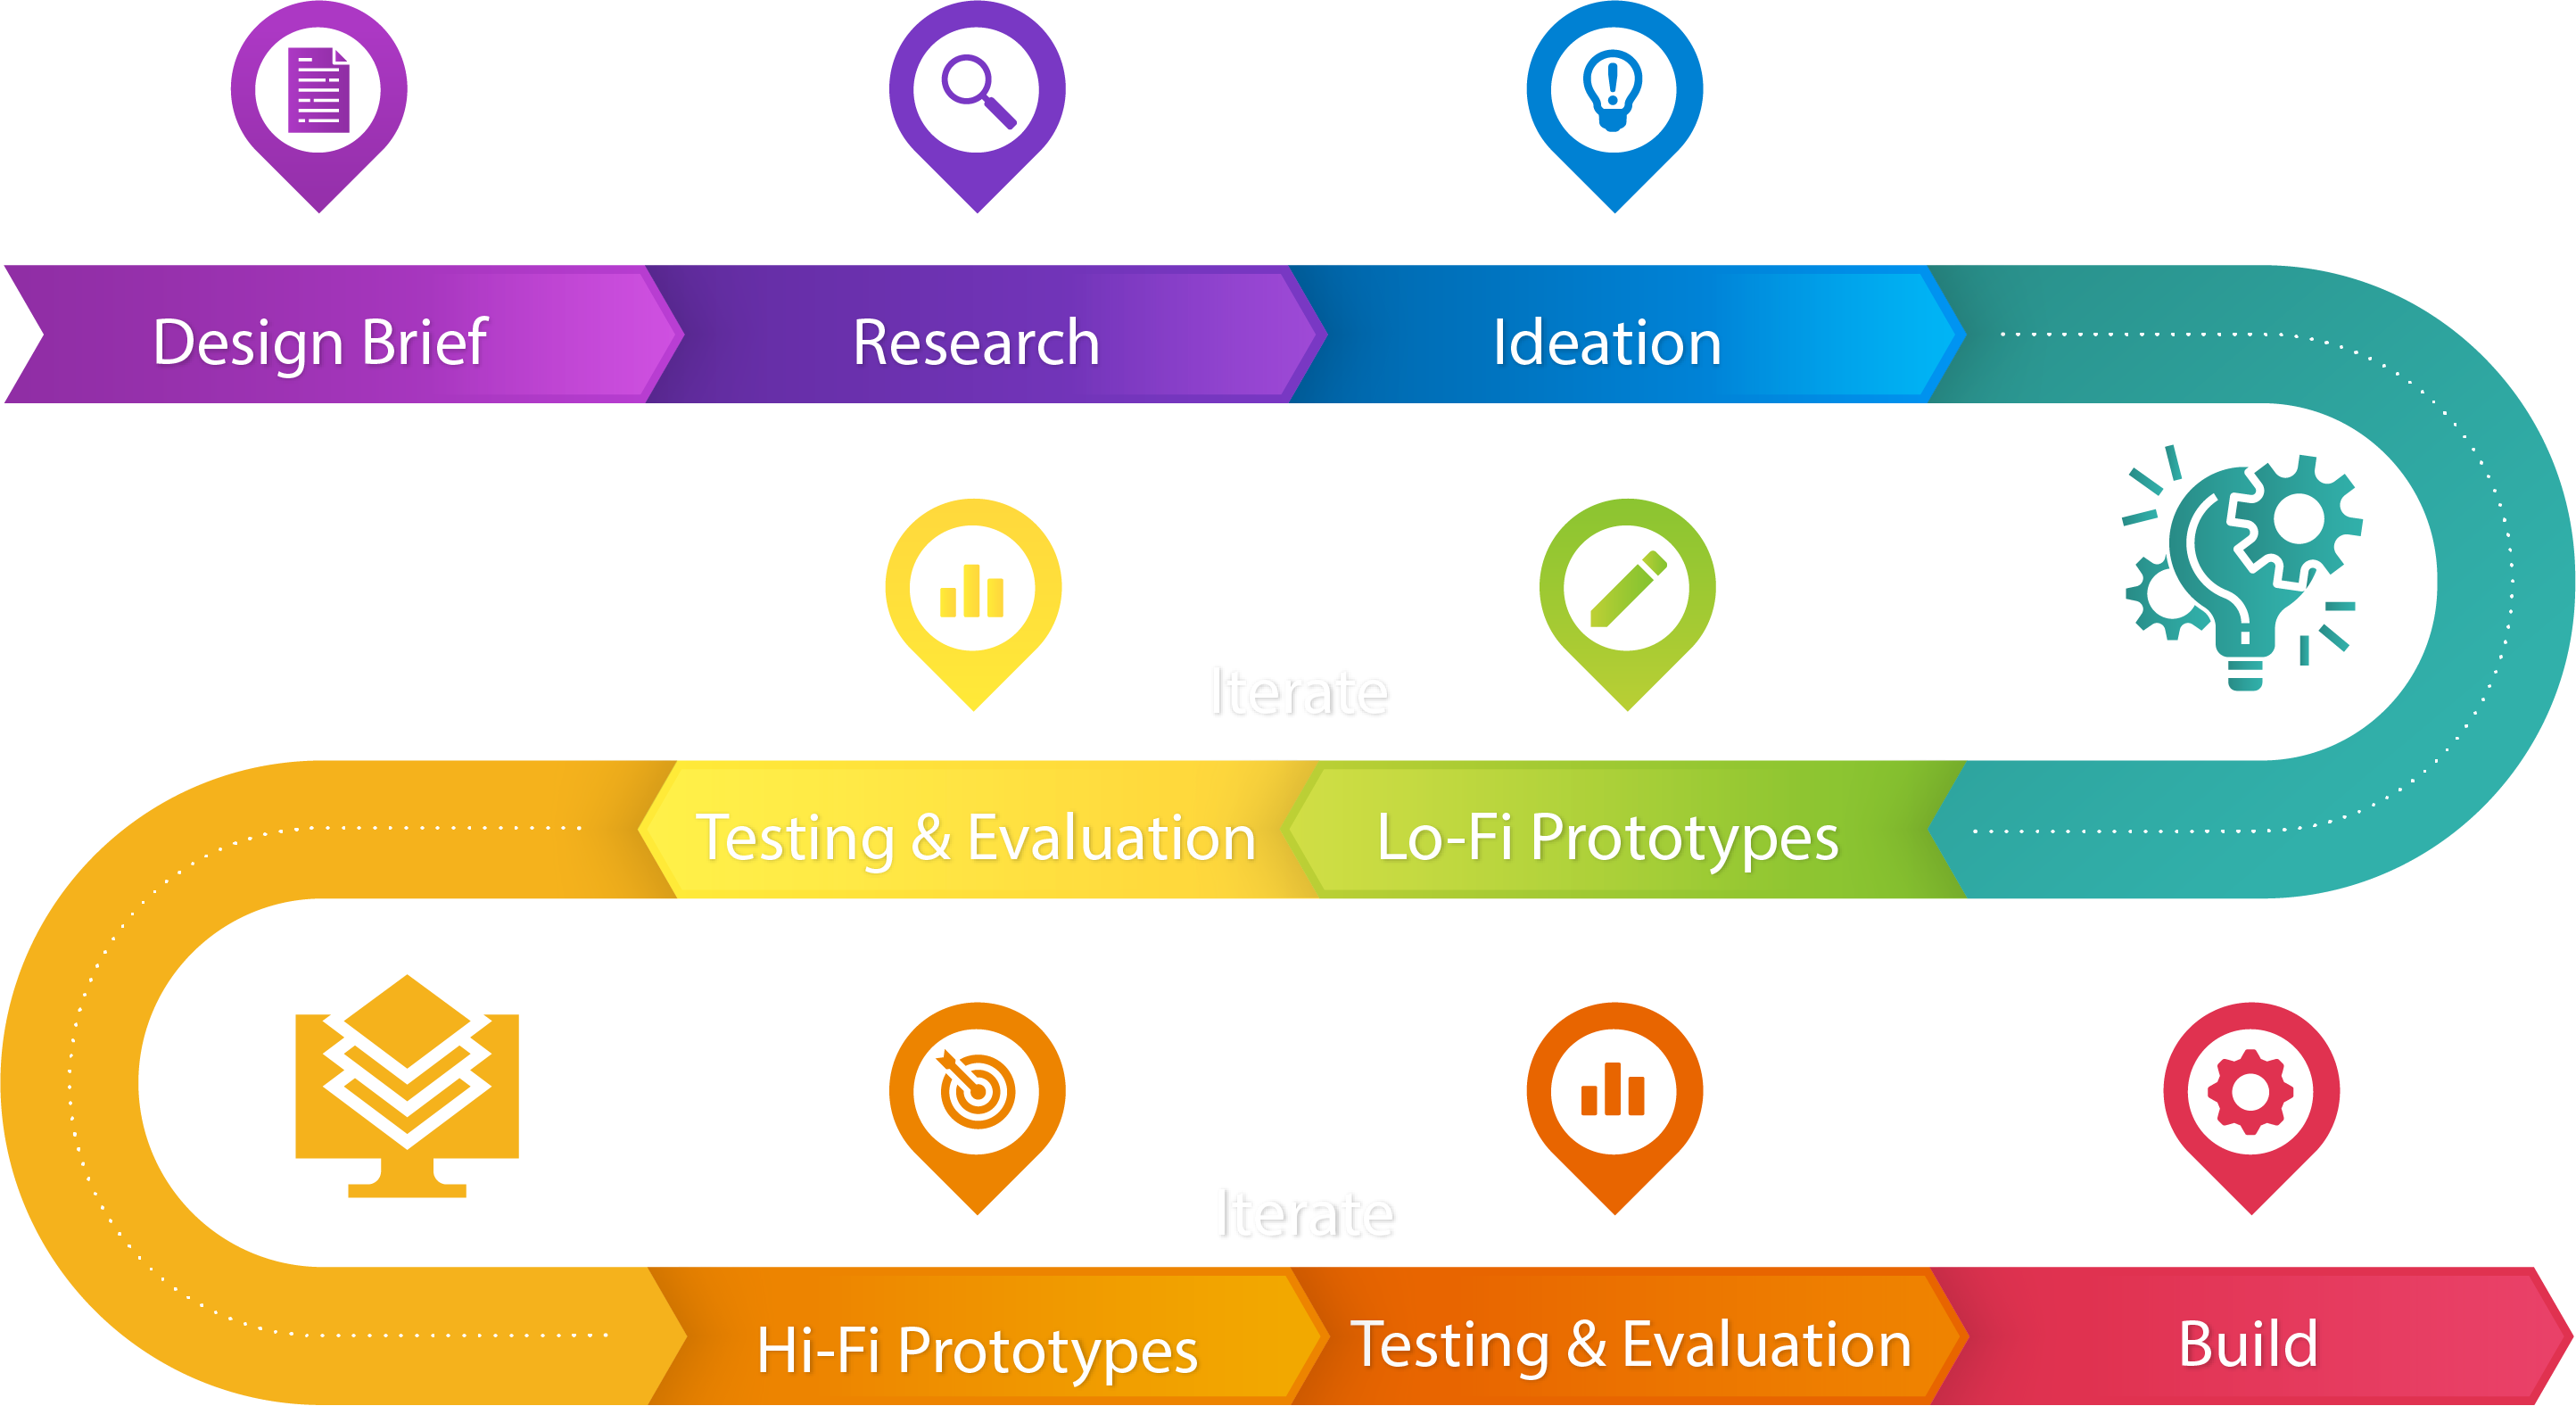 Design Brief
Research
Ideation
Iterate
Testing & Evaluation
Lo-Fi Prototypes
Iterate
Hi-Fi Prototypes
Testing & Evaluation
Build